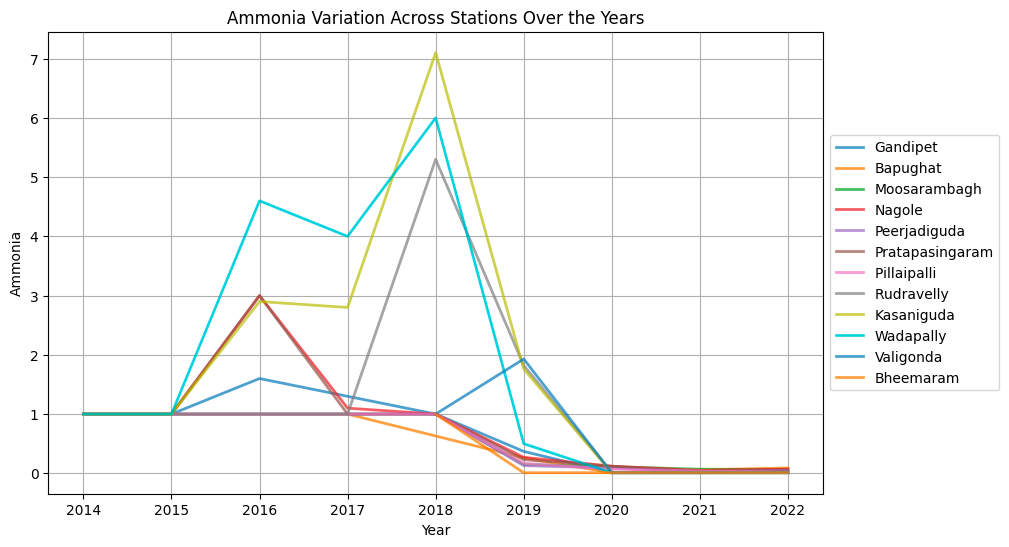 Ammonia Variation Across Stations Over the Years
Ammonia
7
6
5
4
3
2
1
0
2014 2015 2016 2017 2018 2019 2020 2021 2022
Year
Gandipet
Bapughat
Moosarambagh
Nagole
Peerjadiguda
Pratapasingaram
Pillaipalli
Rudravelly
Kasaniguda
Wadapally
Valigonda
Bheemaram